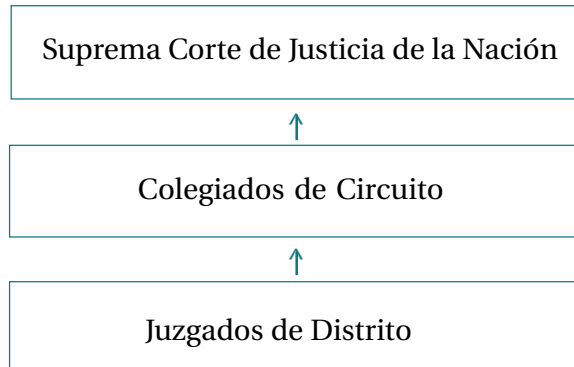 Suprema Corte de Justicia de la Nación
Colegiados de Circuito
Juzgados de Distrito